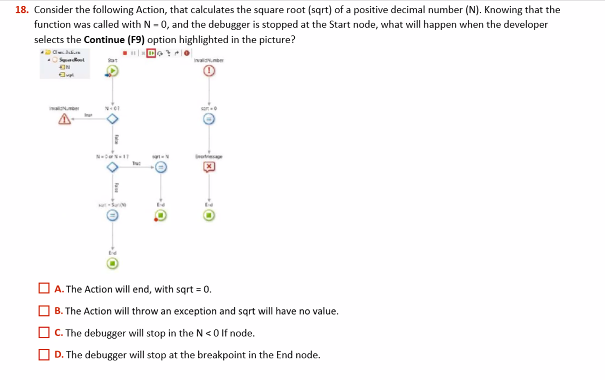 18. Consider the following Action, that calculates the square root (sqrt) of a positive decimal number (N). Knowing that the
function was called with N = 0, and the debugger is stopped at the Start node, what will happen when the developer
selects the Continue (F9) option highlighted in the picture?
SquareRoot
N
sqrt
Start
InvalidNumber
InvalidNumber
N < 0 ?
sqrt = 0
True
False
N = 0 or N = 1 ?
sqrt = N
ErrorMessage
True
False
End
End
End
A. The Action will end, with sqrt = 0.
B. The Action will throw an exception and sqrt will have no value.
C. The debugger will stop in the N < 0 If node.
D. The debugger will stop at the breakpoint in the End node.